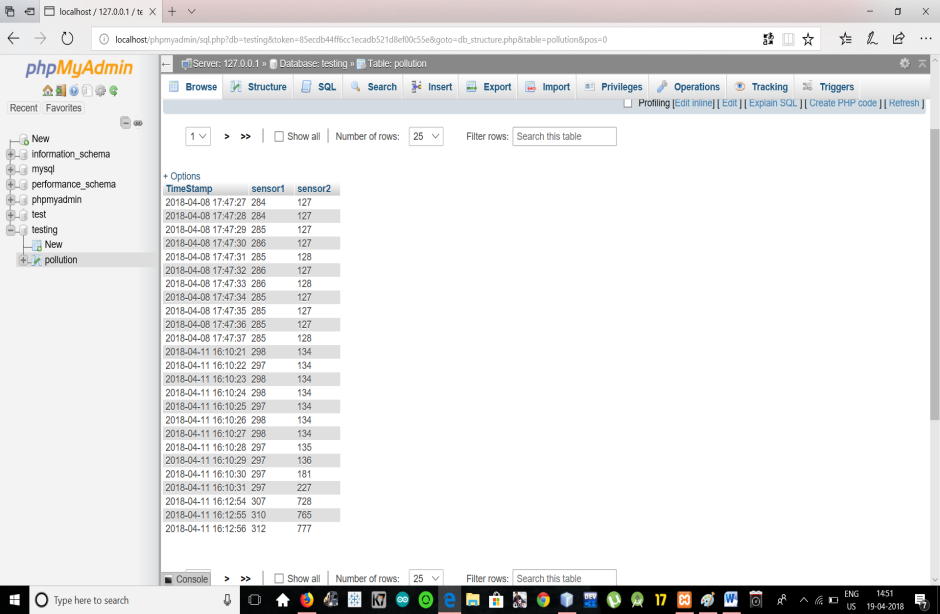 localhost / 127.0.0.1 / te
localhost/phpmyadmin/sql.php?db=testing&token=85ecdb44ff6cc1ecadb521d8ef00c55e&goto=db_structure.php&table=pollution&pos=0
phpMyAdmin
Recent Favorites
New
information_schema
mysql
performance_schema
phpmyadmin
test
testing
New
pollution
Server: 127.0.0.1 » Database: testing » Table: pollution
Browse Structure SQL Search Insert Export Import Privileges Operations Tracking Triggers
Profiling [Edit inline] [ Edit ] [ Explain SQL ] [ Create PHP code ] [ Refresh ]
1 > >> Show all Number of rows: 25 Filter rows: Search this table
+ Options
TimeStamp sensor1 sensor2
2018-04-08 17:47:27 284 127
2018-04-08 17:47:28 284 127
2018-04-08 17:47:29 285 127
2018-04-08 17:47:30 286 127
2018-04-08 17:47:31 285 128
2018-04-08 17:47:32 286 127
2018-04-08 17:47:33 286 128
2018-04-08 17:47:34 285 127
2018-04-08 17:47:35 285 127
2018-04-08 17:47:36 285 127
2018-04-08 17:47:37 285 128
2018-04-11 16:10:21 298 134
2018-04-11 16:10:22 297 134
2018-04-11 16:10:23 298 134
2018-04-11 16:10:24 298 134
2018-04-11 16:10:25 297 134
2018-04-11 16:10:26 298 134
2018-04-11 16:10:27 298 134
2018-04-11 16:10:28 297 135
2018-04-11 16:10:29 297 136
2018-04-11 16:10:30 297 181
2018-04-11 16:10:31 297 227
2018-04-11 16:12:54 307 728
2018-04-11 16:12:55 310 765
2018-04-11 16:12:56 312 777
Console > >> Show all Number of rows: 25 Filter rows: Search this table
Type here to search
17
ENG
US
14:51
19-04-2018